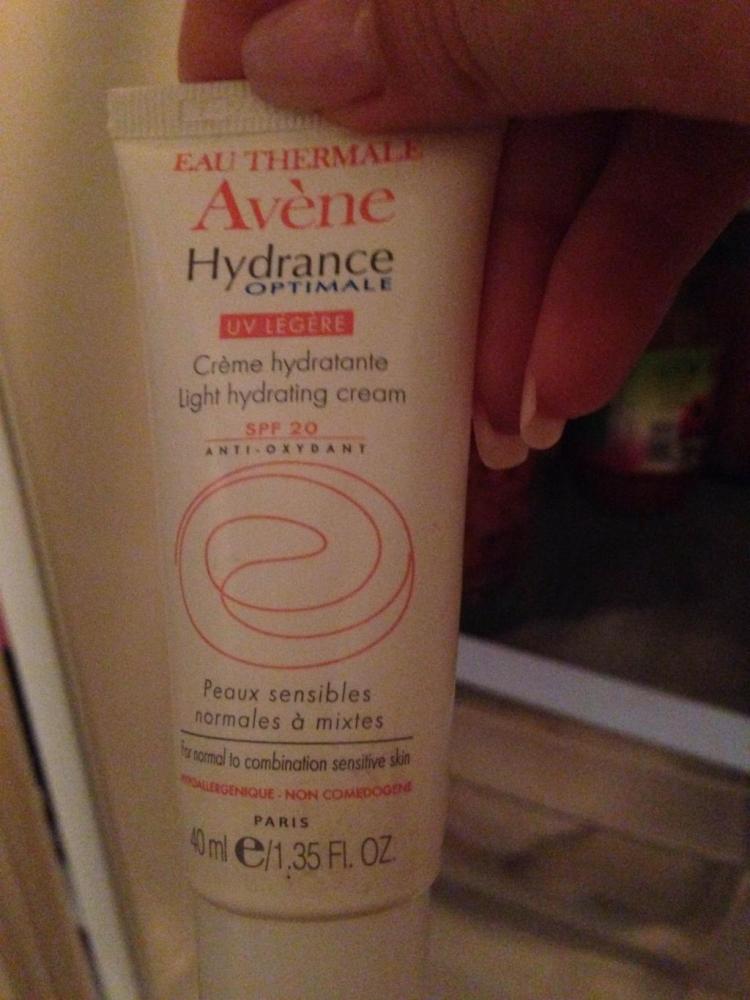 EAU THERMALE
Avène
Hydrance
OPTIMALE
UV LÉGÈRE
Crème hydratante
Light hydrating cream
SPF 20
ANTI-OXYDANT
Peaux sensibles
normales à mixtes
For normal to combination sensitive skin
HYPOALLERGENIQUE - NON COMEDOGENE
PARIS
40 ml e/1.35 Fl. OZ.